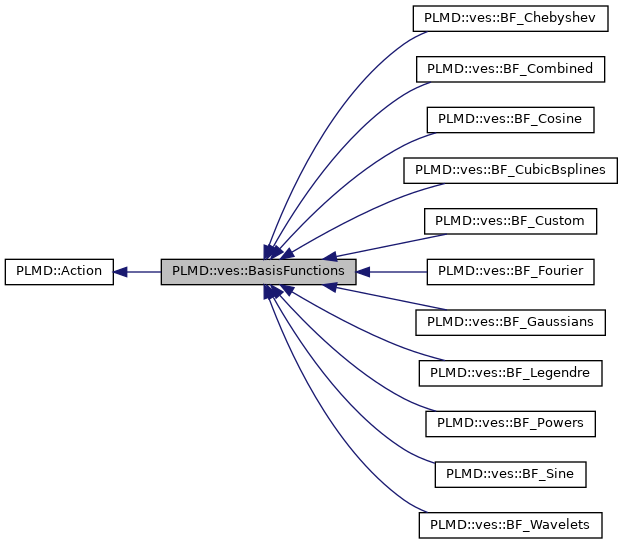 PLMD::ves::BF_Chebyshev
PLMD::ves::BF_Combined
PLMD::ves::BF_Cosine
PLMD::ves::BF_CubicBsplines
PLMD::ves::BF_Custom
PLMD::Action
PLMD::ves::BasisFunctions
PLMD::ves::BF_Fourier
PLMD::ves::BF_Gaussians
PLMD::ves::BF_Legendre
PLMD::ves::BF_Powers
PLMD::ves::BF_Sine
PLMD::ves::BF_Wavelets